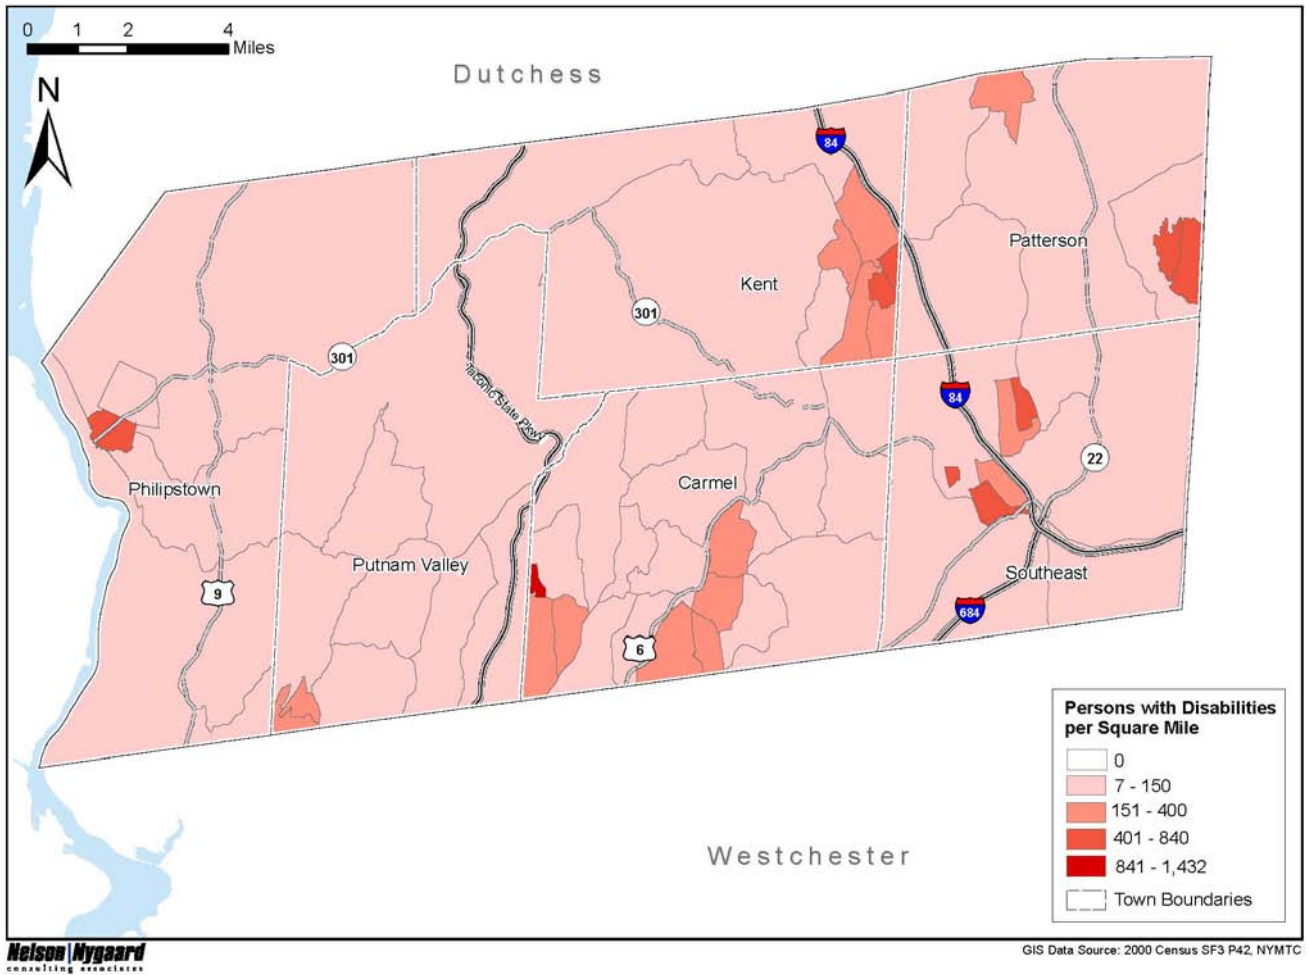 0 1 2 4
Miles
N
Dutchess
84
Patterson
Kent
301
301
Taconic State Pkwy
84
22
Carmel
Philipstown
Putnam Valley
Southeast
9
684
6
Persons with Disabilities
per Square Mile
0
7 - 150
151 - 400
401 - 840
841 - 1,432
Town Boundaries
Westchester
Nelson|Nygaard
consulting associates
GIS Data Source: 2000 Census SF3 P42, NYMTC